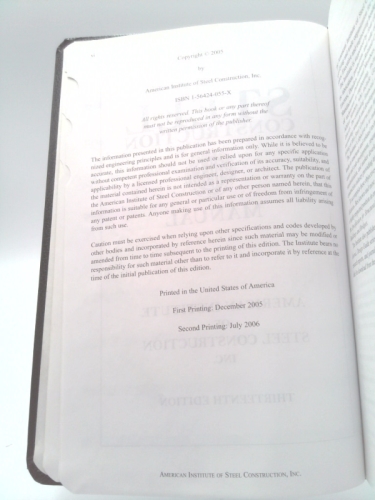 Copyright © 2005
by
American Institute of Steel Construction, Inc.
ISBN 1-56424-055-X
All rights reserved. This book or any part thereof
must not be reproduced in any form without the
written permission of the publisher.
The information presented in this publication has been prepared in accordance with recog-
nized engineering principles and is for general information only. While it is believed to be
accurate, this information should not be used or relied upon for any specific application
without competent professional examination and verification of its accuracy, suitability, and
applicability by a licensed professional engineer, designer, or architect. The publication of
the material contained herein is not intended as a representation or warranty on the part of
the American Institute of Steel Construction or of any other person named herein, that this
information is suitable for any general or particular use or of freedom from infringement of
any patent or patents. Anyone making use of this information assumes all liability arising
from such use.
Caution must be exercised when relying upon other specifications and codes developed by
other bodies and incorporated by reference herein since such material may be modified or
amended from time to time subsequent to the printing of this edition. The Institute bears no
responsibility for such material other than to refer to it and incorporate it by reference at the
time of the initial publication of this edition.
Printed in the United States of America
First Printing: December 2005
Second Printing: July 2006
AMERICAN INSTITUTE OF STEEL CONSTRUCTION, INC.